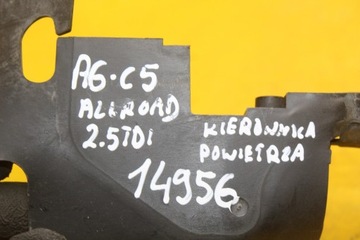 A6-C5
ALLROAD
2.5TDI
KIEROWNICA
POWIETRZA
14956